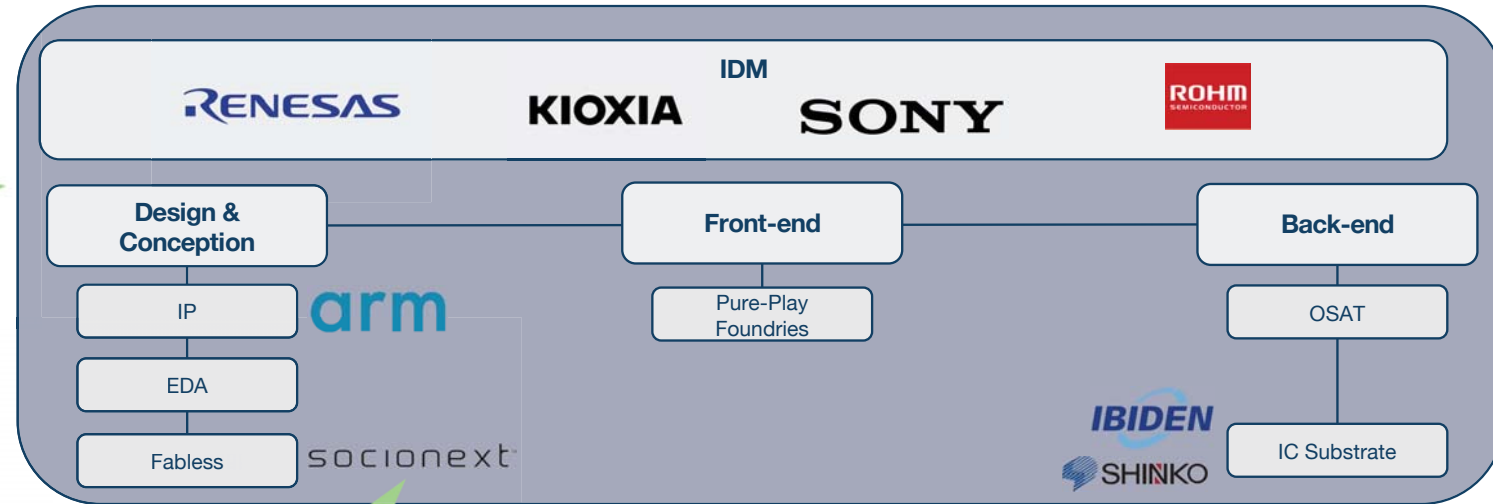 IDM
RENESAS
KIOXIA
SONY
ROHM
SEMICONDUCTOR
Design &
Conception
Front-end
Back-end
IP
arm
Pure-Play
Foundries
OSAT
EDA
IBIDEN
Fabless
socionext
SHINKO
IC Substrate